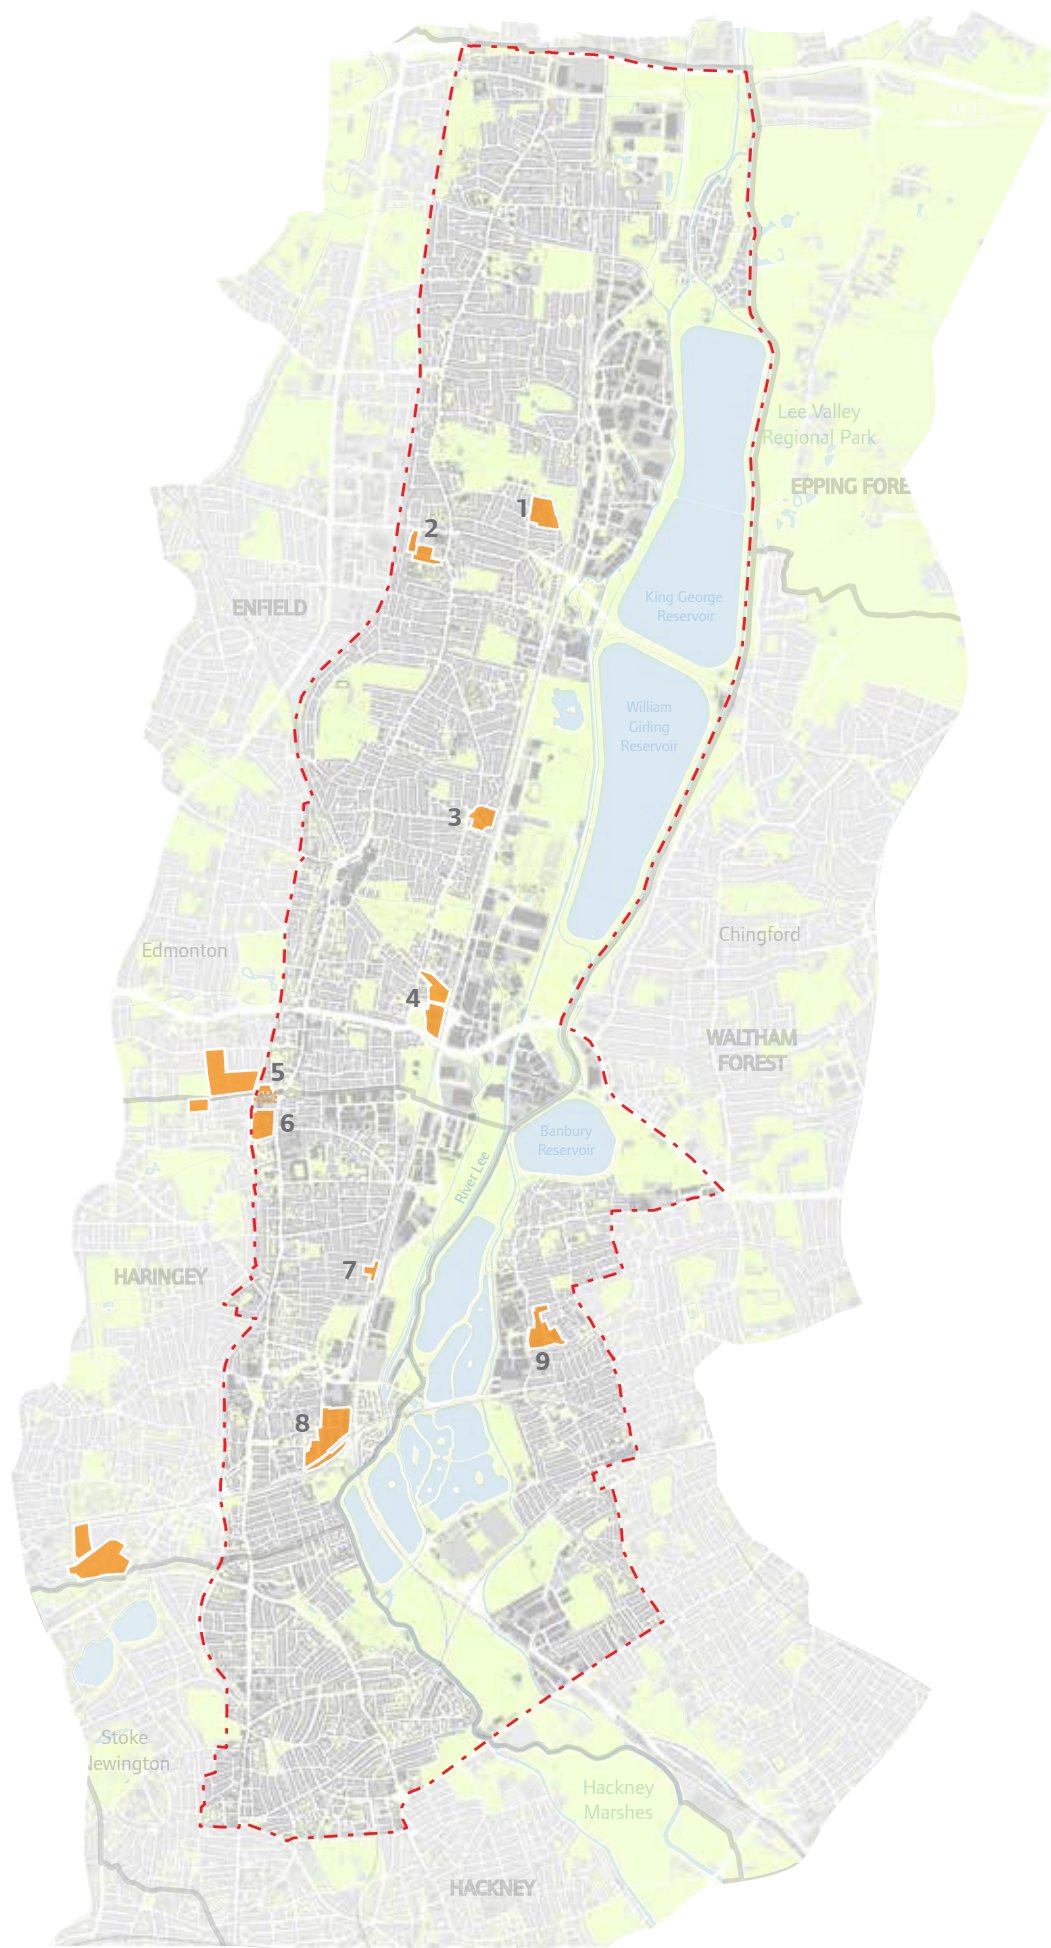 M25
Lee Valley
Regional Park
EPPING FORE
1
2
King George
Reservoir
ENFIELD
William
Girling
Reservoir
3
Edmonton
Chingford
4
WALTHAM
FOREST
5
6
Banbury
Reservoir
River Lee
7
HARINGEY
9
8
Stoke
Newington
Hackney
Marshes
HACKNEY